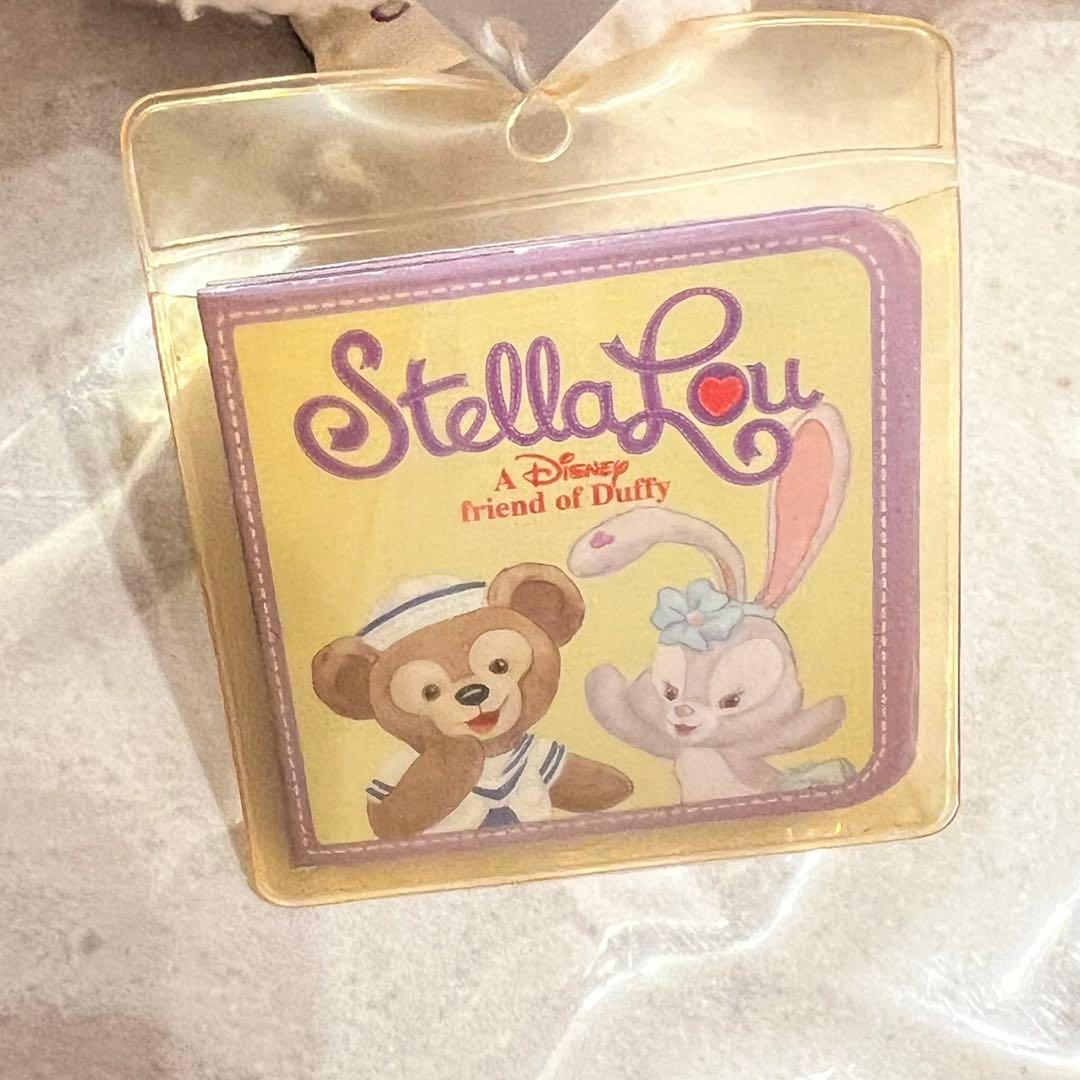 StellaLou
A Disney
friend of Duffy